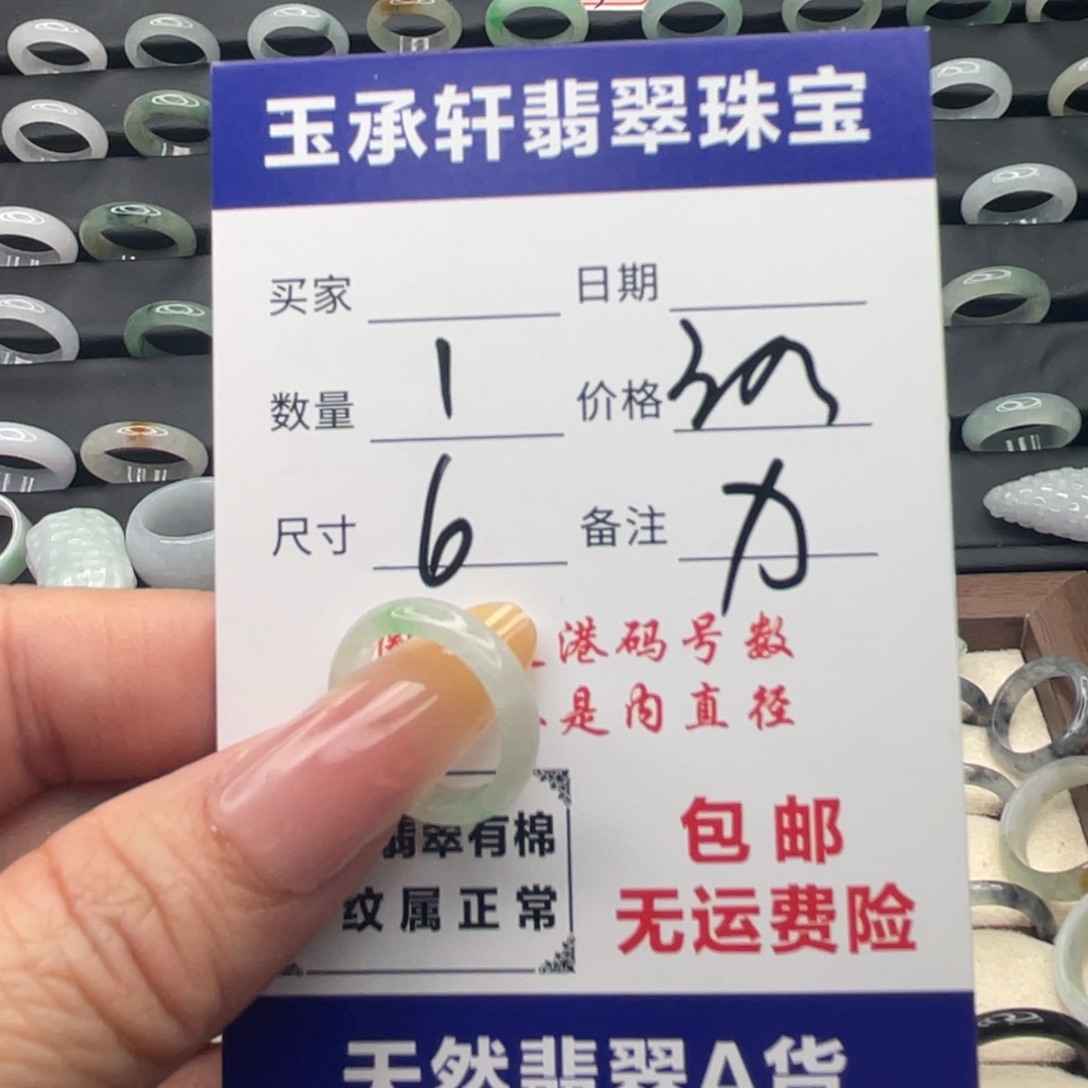 玉承轩翡翠珠宝
买家 日期
数量 1 价格
尺寸 6 备注
港码号数
是内直径
翡翠有棉
纹属正常
包邮
无运费险
天然翡翠A货